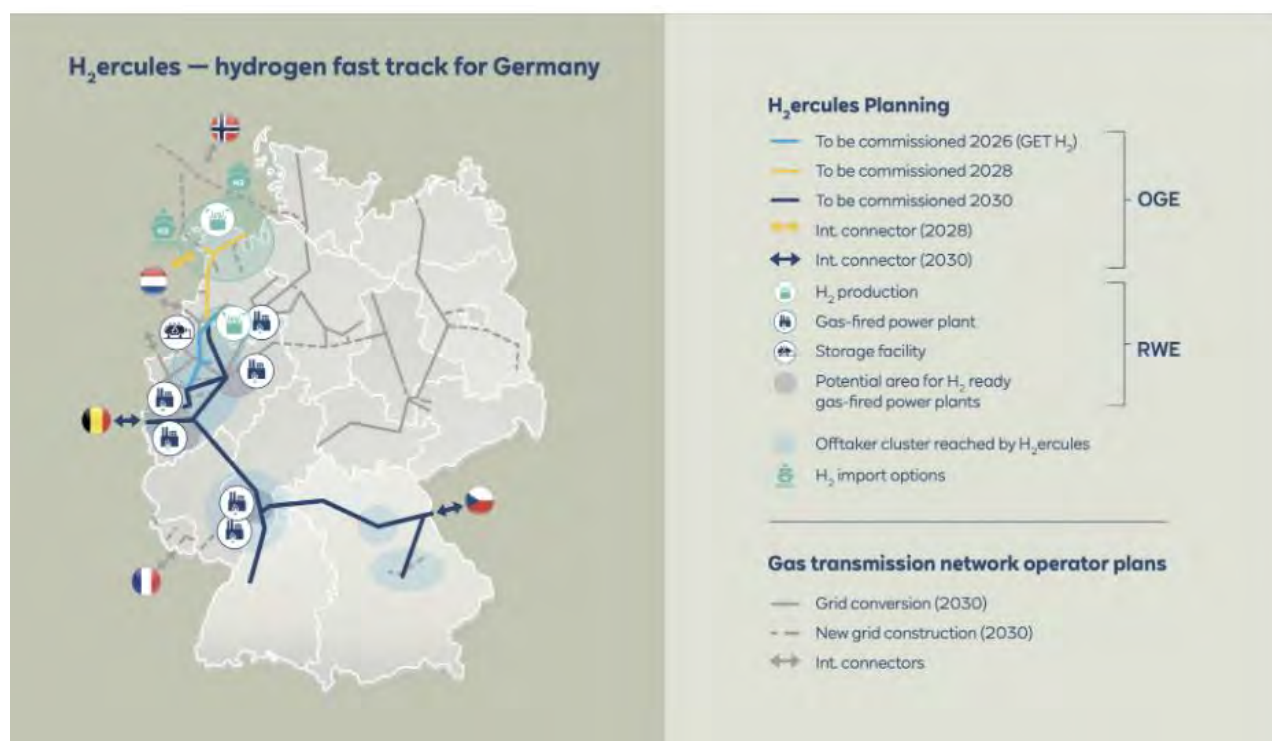 H₂ercules — hydrogen fast track for Germany
H₂ercules Planning
To be commissioned 2026 (GET H₂)
To be commissioned 2028
To be commissioned 2030
Int. connector (2028)
Int. connector (2030)
OGE
H₂ production
Gas-fired power plant
Storage facility
Potential area for H₂ ready
gas-fired power plants
RWE
Offtaker cluster reached by H₂ercules
H₂ import options
Gas transmission network operator plans
Grid conversion (2030)
New grid construction (2030)
Int. connectors